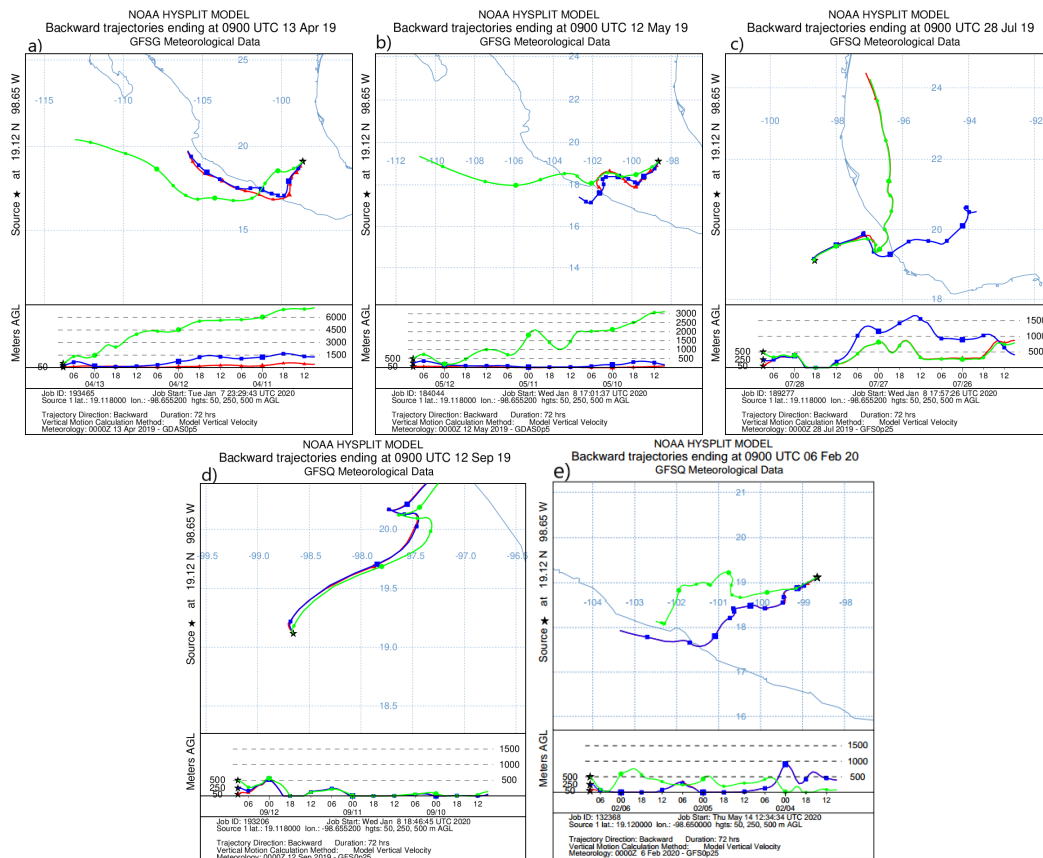 NOAA HYSPLIT MODEL
Backward trajectories ending at 0900 UTC 13 Apr 19
a)
GFSG Meteorological Data
Source ★ at 19.12 N 98.65 W
25
-115
-110
-105
-100
20
15
Meters AGL
6000
4500
3000
1500
50
06 00 18 12 06 00 18 12 06 00 18 12
04/13 04/12 04/11
Job ID: 193465 Job Start: Tue Jan 7 23:29:43 UTC 2020
Source 1 lat.: 19.118000 lon.: -98.655200 hgts: 50, 250, 500 m AGL
Trajectory Direction: Backward Duration: 72 hrs
Vertical Motion Calculation Method: Model Vertical Velocity
Meteorology: 0000Z 13 Apr 2019 - GDAS0p5
NOAA HYSPLIT MODEL
Backward trajectories ending at 0900 UTC 12 May 19
b)
GFSG Meteorological Data
Source ★ at 19.12 N 98.65 W
24
22
20
-112
-110
-108
-106
-104
-102
-100
-98
18
16
14
Meters AGL
3000
2500
2000
1500
1000
500
500
50
06 00 18 12 06 00 18 12 06 00 18 12
05/12 05/11 05/10
Job ID: 184044 Job Start: Wed Jan 8 17:01:37 UTC 2020
Source 1 lat.: 19.118000 lon.: -98.655200 hgts: 50, 250, 500 m AGL
Trajectory Direction: Backward Duration: 72 hrs
Vertical Motion Calculation Method: Model Vertical Velocity
Meteorology: 0000Z 12 May 2019 - GDAS0p5
NOAA HYSPLIT MODEL
Backward trajectories ending at 0900 UTC 28 Jul 19
c)
GFSQ Meteorological Data
Source ★ at 19.12 N 98.65 W
24
-100
-98
-96
-94
-92
22
20
18
Meters AGL
1500
1000
500
500
250
50
06 00 18 12 06 00 18 12 06 00 18 12
07/28 07/27 07/26
Job ID: 189277 Job Start: Wed Jan 8 17:57:26 UTC 2020
Source 1 lat.: 19.118000 lon.: -98.655200 hgts: 50, 250, 500 m AGL
Trajectory Direction: Backward Duration: 72 hrs
Vertical Motion Calculation Method: Model Vertical Velocity
Meteorology: 0000Z 28 Jul 2019 - GFS0p25
NOAA HYSPLIT MODEL
Backward trajectories ending at 0900 UTC 12 Sep 19
d)
GFSQ Meteorological Data
Source ★ at 19.12 N 98.65 W
20.0
-99.5
-99.0
-98.5
-98.0
-97.5
-97.0
-96.5
19.5
19.0
18.5
Meters AGL
1500
1000
500
500
250
50
06 00 18 12 06 00 18 12 06 00 18 12
09/12 09/11 09/10
Job ID: 193206 Job Start: Wed Jan 8 18:46:45 UTC 2020
Source 1 lat.: 19.118000 lon.: -98.655200 hgts: 50, 250, 500 m AGL
Trajectory Direction: Backward Duration: 72 hrs
Vertical Motion Calculation Method: Model Vertical Velocity
Meteorology: 0000Z 12 Sep 2019 - GFS0p25
NOAA HYSPLIT MODEL
Backward trajectories ending at 0900 UTC 06 Feb 20
e)
GFSQ Meteorological Data
Source ★ at 19.12 N 98.65 W
21
20
19
-104
-103
-102
-101
-100
-99
-98
18
17
16
Meters AGL
1500
1000
500
500
250
50
06 00 18 12 06 00 18 12 06 00 18 12
02/06 02/05 02/04
Job ID: 132368 Job Start: Thu May 14 12:34:34 UTC 2020
Source 1 lat.: 19.120000 lon.: -98.650000 hgts: 50, 250, 500 m AGL
Trajectory Direction: Backward Duration: 72 hrs
Vertical Motion Calculation Method: Model Vertical Velocity
Meteorology: 0000Z 6 Feb 2020 - GFS0p25